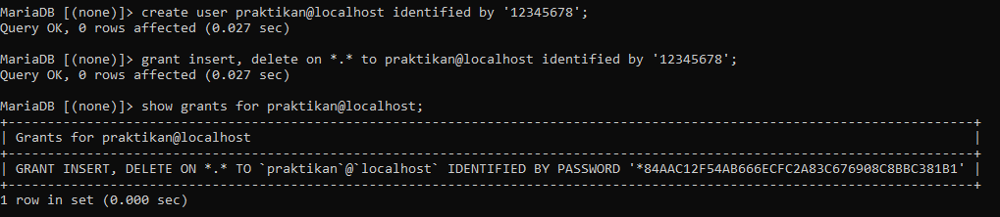 MariaDB [(none)]> create user praktikan@localhost identified by '12345678';
Query OK, 0 rows affected (0.027 sec)
MariaDB [(none)]> grant insert, delete on *.* to praktikan@localhost identified by '12345678';
Query OK, 0 rows affected (0.027 sec)
MariaDB [(none)]> show grants for praktikan@localhost;
+--------------------------------------------------------------------------------------------------------------------------+
| Grants for praktikan@localhost |
+--------------------------------------------------------------------------------------------------------------------------+
| GRANT INSERT, DELETE ON *.* TO `praktikan`@`localhost` IDENTIFIED BY PASSWORD '*84AAC12F54AB666ECFC2A83C676908C8BBC381B1' |
+--------------------------------------------------------------------------------------------------------------------------+
1 row in set (0.000 sec)